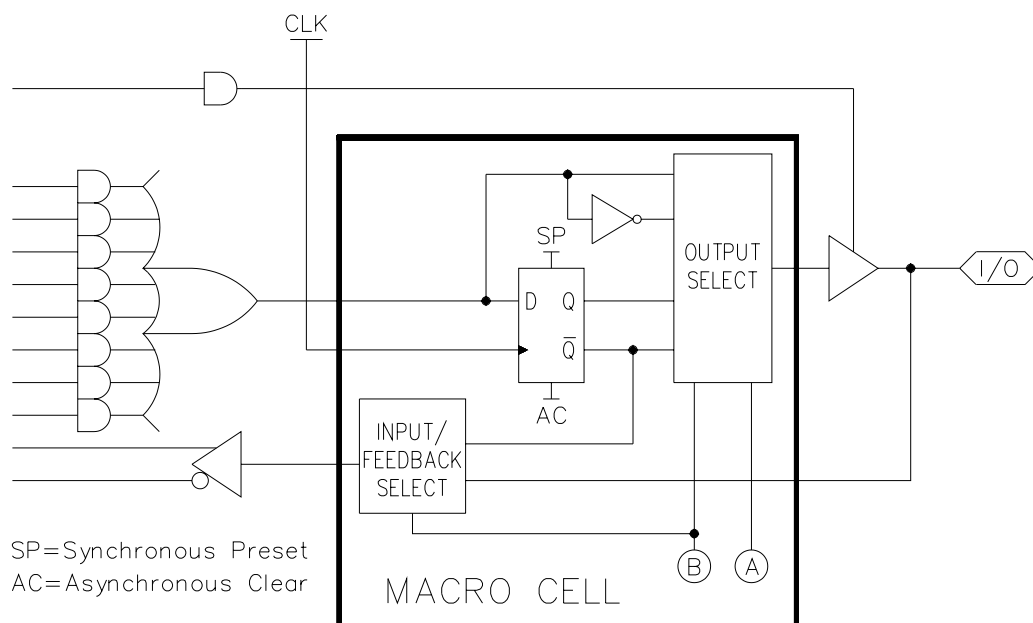 CLK
SP
OUTPUT
SELECT
I/O
D Q
Q̅
AC
INPUT/
FEEDBACK
SELECT
SP=Synchronous Preset
AC=Asynchronous Clear
B A
MACRO CELL